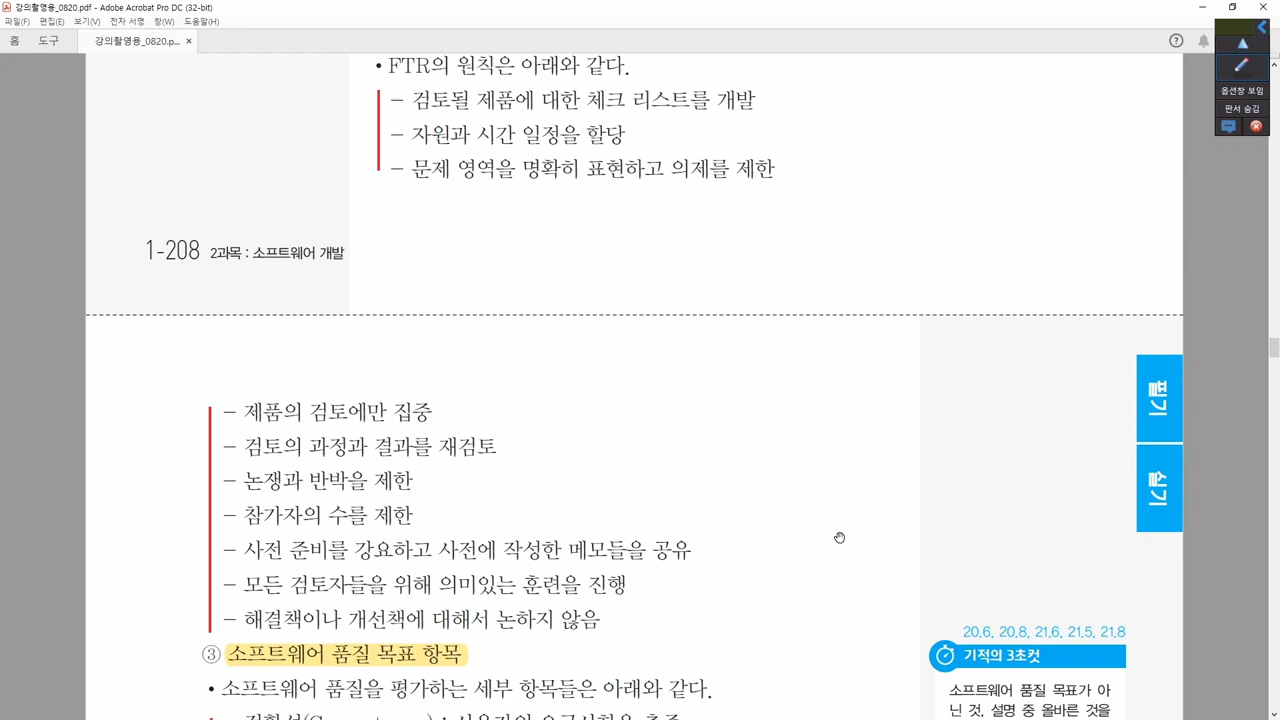 강의촬영용_0820.pdf - Adobe Acrobat Pro DC (32-bit)
파일(F) 편집(E) 보기(V) 전자 서명 창(W) 도움말(H)
홈 도구 강의촬영용_0820.p... ×
옵션창 보임
판서 숨김
• FTR의 원칙은 아래와 같다.
– 검토될 제품에 대한 체크 리스트를 개발
– 자원과 시간 일정을 할당
– 문제 영역을 명확히 표현하고 의제를 제한
1-208 2과목 : 소프트웨어 개발
필기
실기
– 제품의 검토에만 집중
– 검토의 과정과 결과를 재검토
– 논쟁과 반박을 제한
– 참가자의 수를 제한
– 사전 준비를 강요하고 사전에 작성한 메모들을 공유
– 모든 검토자들을 위해 의미있는 훈련을 진행
– 해결책이나 개선책에 대해서 논하지 않음
③ 소프트웨어 품질 목표 항목
• 소프트웨어 품질을 평가하는 세부 항목들은 아래와 같다.
20.6, 20.8, 21.6, 21.5, 21.8
기적의 3초컷
소프트웨어 품질 목표가 아
닌 것, 설명 중 올바른 것을